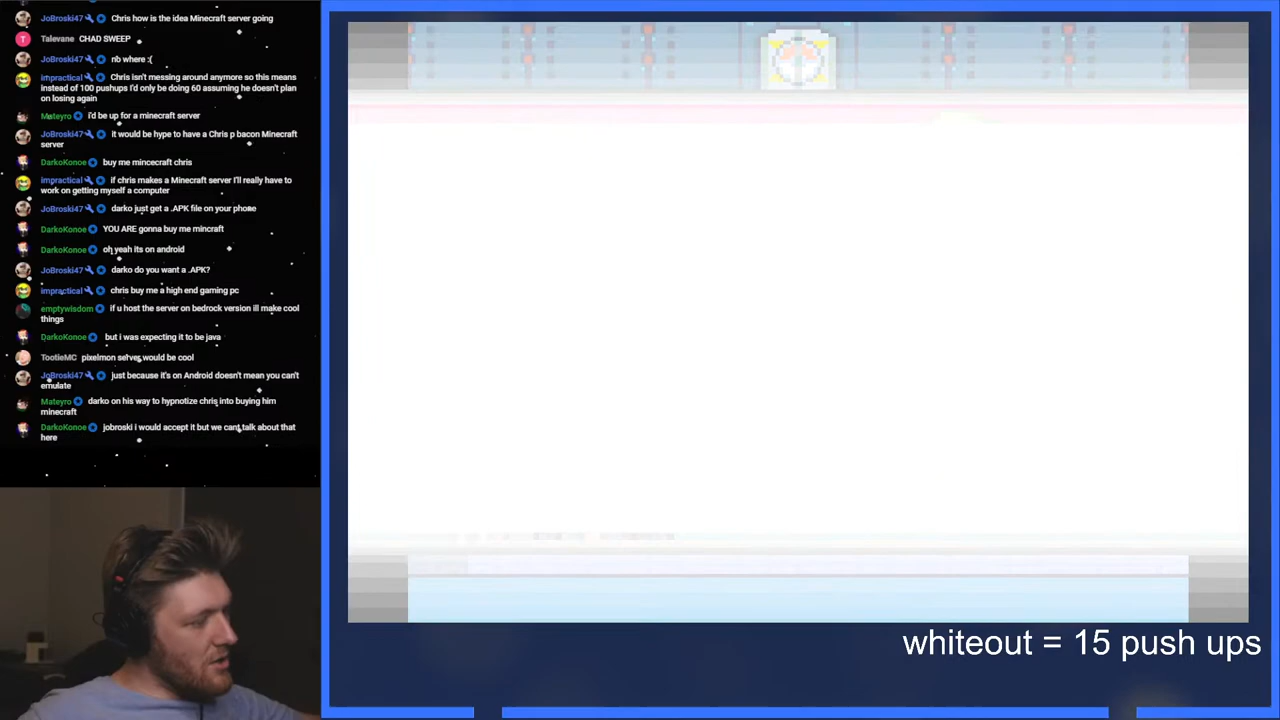 JoBroski47 Chris how is the idea Minecraft server going
Talevane CHAD SWEEP
JoBroski47 nb where :(
impractical Chris isn't messing around anymore so this means
instead of 100 pushups I'd only be doing 60 assuming he doesn't plan
on losing again
Mateyro i'd be up for a minecraft server
JoBroski47 it would be hype to have a Chris p bacon Minecraft
server
DarkoKonoe buy me mincecraft chris
impractical if chris makes a Minecraft server I'll really have to
work on getting myself a computer
JoBroski47 darko just get a .APK file on your phone
DarkoKonoe YOU ARE gonna buy me mincraft
DarkoKonoe oh yeah its on android
JoBroski47 darko do you want a .APK?
impractical chris buy me a high end gaming pc
emptywisdom if u host the server on bedrock version ill make cool
things
DarkoKonoe but i was expecting it to be java
TootieMC pixelmon server would be cool
JoBroski47 just because it's on Android doesn't mean you can't
emulate
Mateyro darko on his way to hypnotize chris into buying him
minecraft
DarkoKonoe jobroski i would accept it but we cant talk about that
here
whiteout = 15 push ups